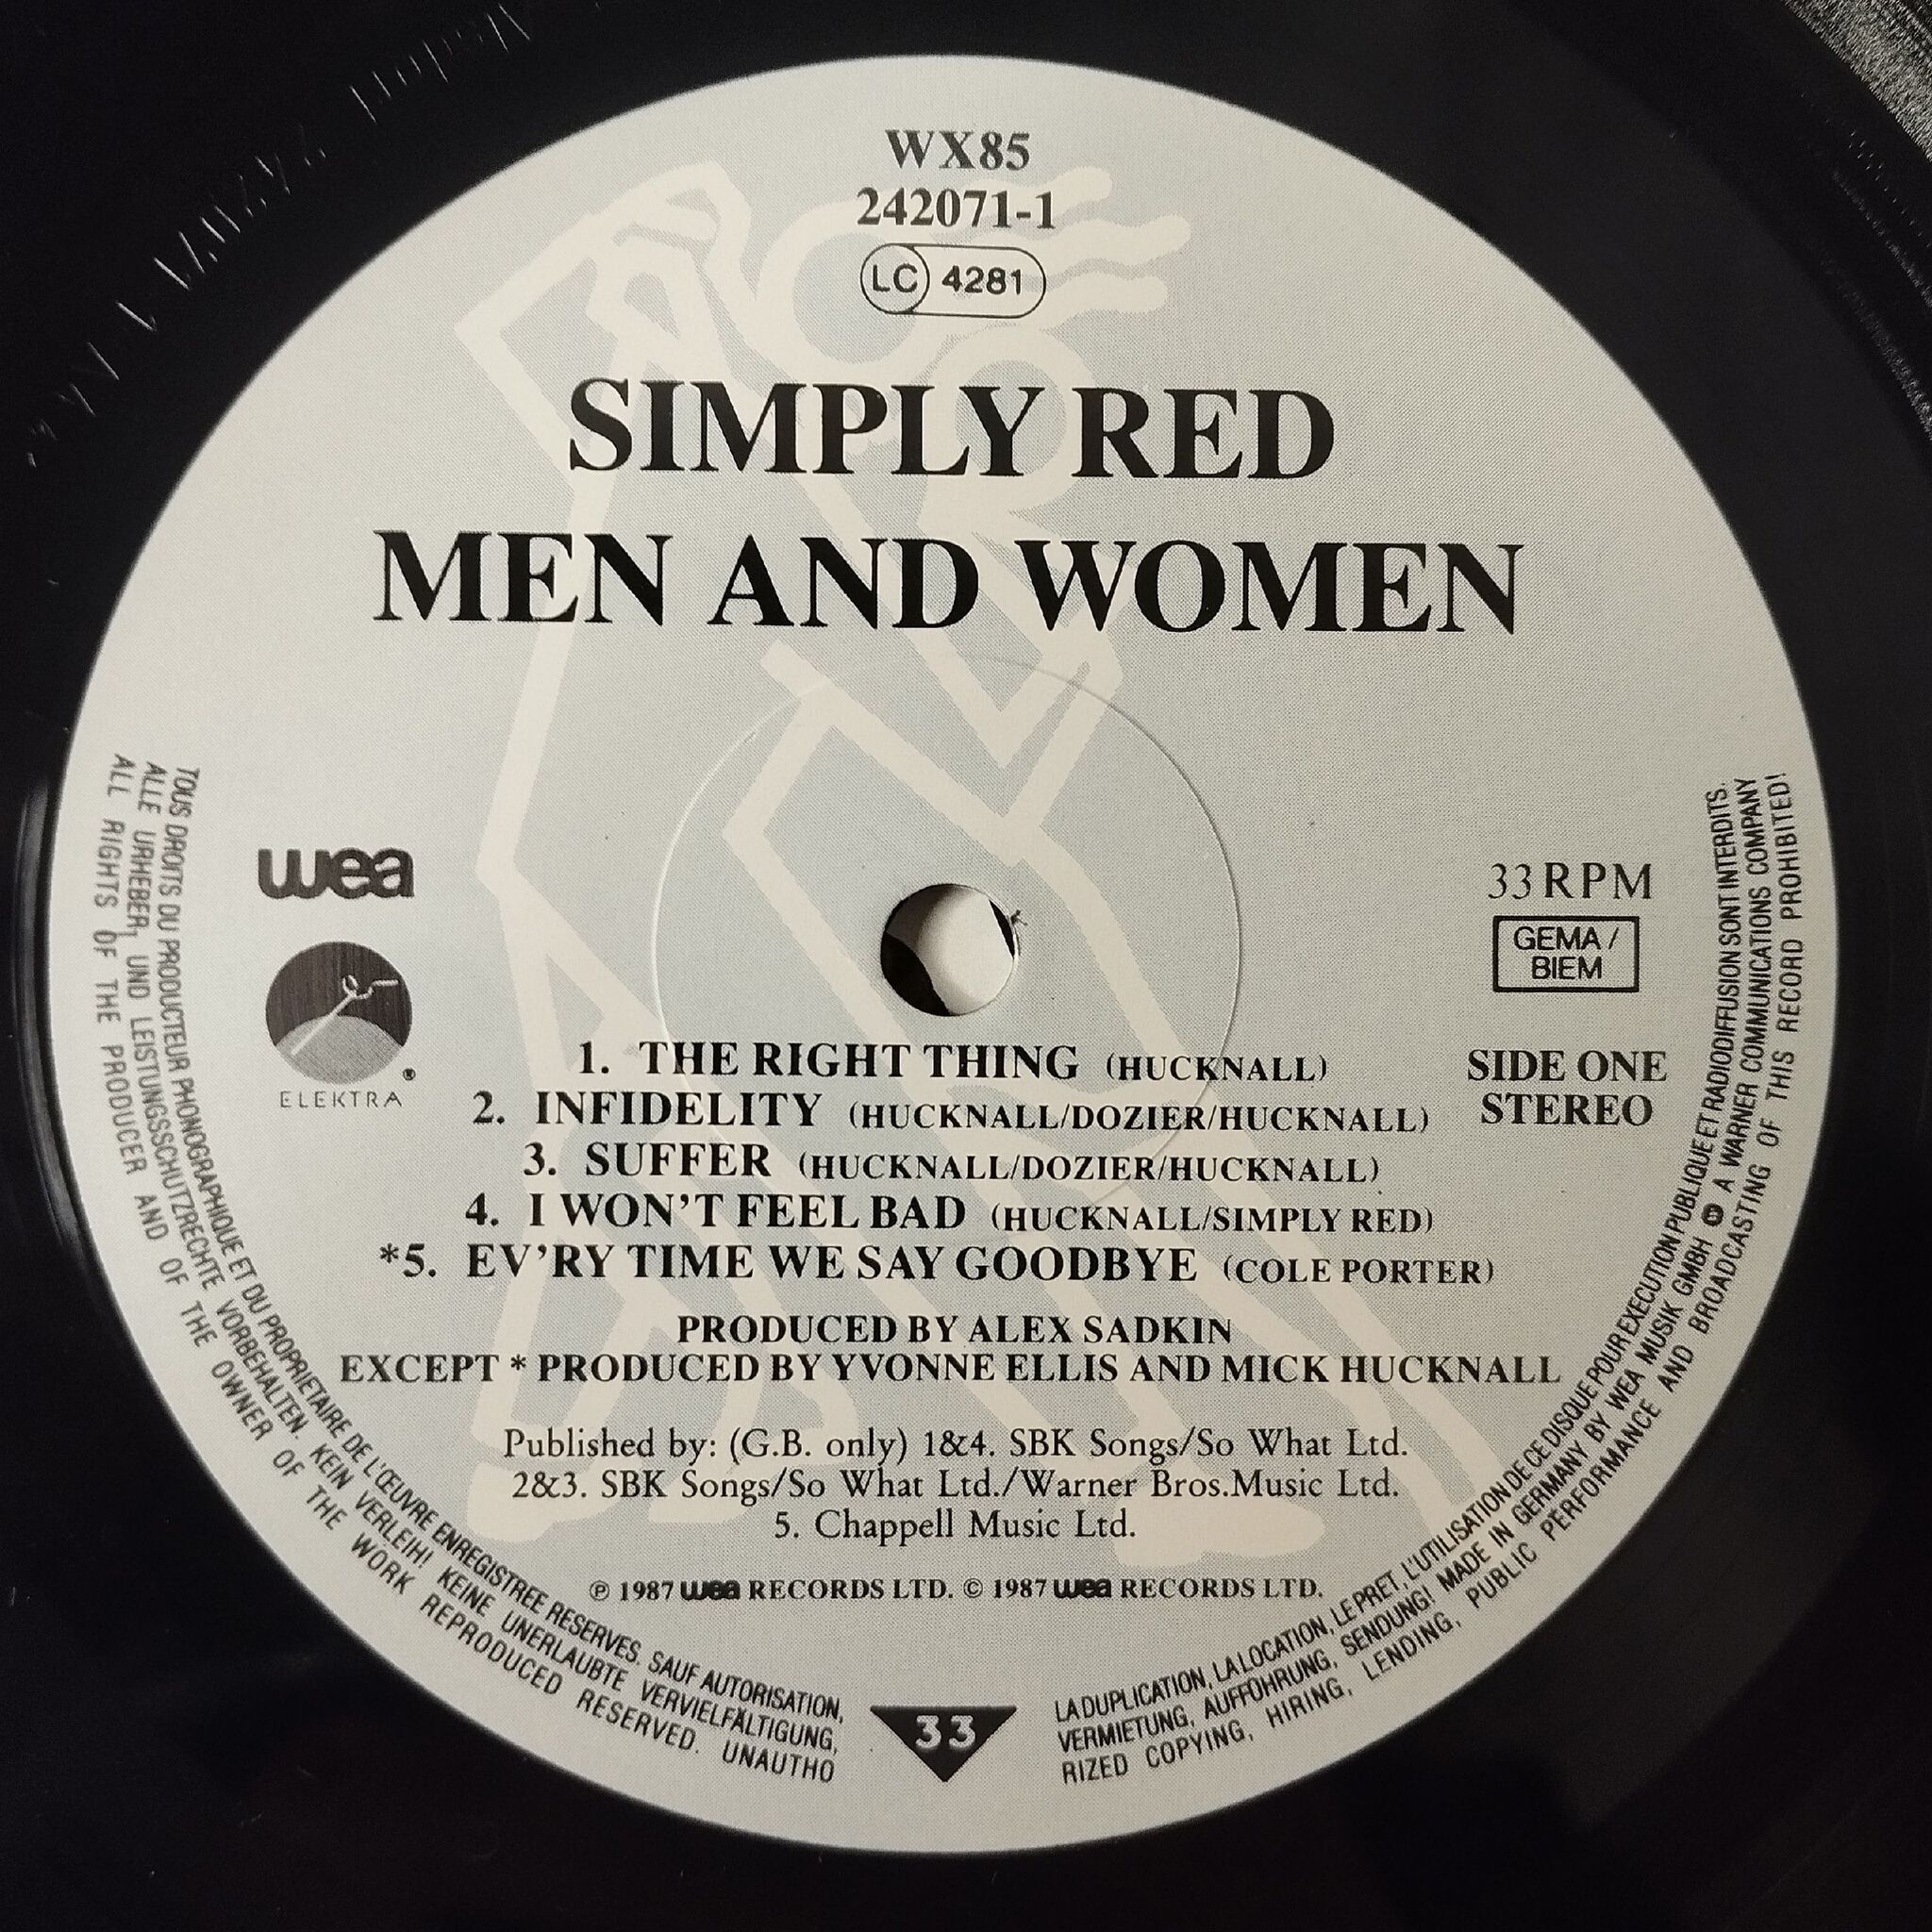 WX85
242071-1
LC 4281
SIMPLY RED
MEN AND WOMEN
wea
ELEKTRA ®
33 RPM
GEMA /
BIEM
SIDE ONE
STEREO
1. THE RIGHT THING (HUCKNALL)
2. INFIDELITY (HUCKNALL/DOZIER/HUCKNALL)
3. SUFFER (HUCKNALL/DOZIER/HUCKNALL)
4. I WON'T FEEL BAD (HUCKNALL/SIMPLY RED)
*5. EV'RY TIME WE SAY GOODBYE (COLE PORTER)
PRODUCED BY ALEX SADKIN
EXCEPT * PRODUCED BY YVONNE ELLIS AND MICK HUCKNALL
Published by: (G.B. only) 1&4. SBK Songs/So What Ltd.
2&3. SBK Songs/So What Ltd./Warner Bros.Music Ltd.
5. Chappell Music Ltd.
℗ 1987 wea RECORDS LTD. © 1987 wea RECORDS LTD.
33
TOUS DROITS DU PRODUCTEUR PHONOGRAPHIQUE ET DU PROPRIETAIRE DE L'ŒUVRE ENREGISTREE RESERVES. SAUF AUTORISATION, LA DUPLICATION, LA LOCATION, LE PRET, L'UTILISATION DE CE DISQUE POUR EXECUTION PUBLIQUE ET RADIODIFFUSION SONT INTERDITS.
ALLE URHEBER, UND LEISTUNGSSCHUTZRECHTE VORBEHALTEN. KEIN VERLEIH! KEINE UNERLAUBTE VERVIELFÄLTIGUNG, VERMIETUNG, AUFFÜHRUNG, SENDUNG! MADE IN GERMANY BY WEA MUSIK GMBH A WARNER COMMUNICATIONS COMPANY
ALL RIGHTS OF THE PRODUCER AND OF THE OWNER OF THE WORK REPRODUCED RESERVED. UNAUTHORIZED COPYING, HIRING, LENDING, PUBLIC PERFORMANCE AND BROADCASTING OF THIS RECORD PROHIBITED!